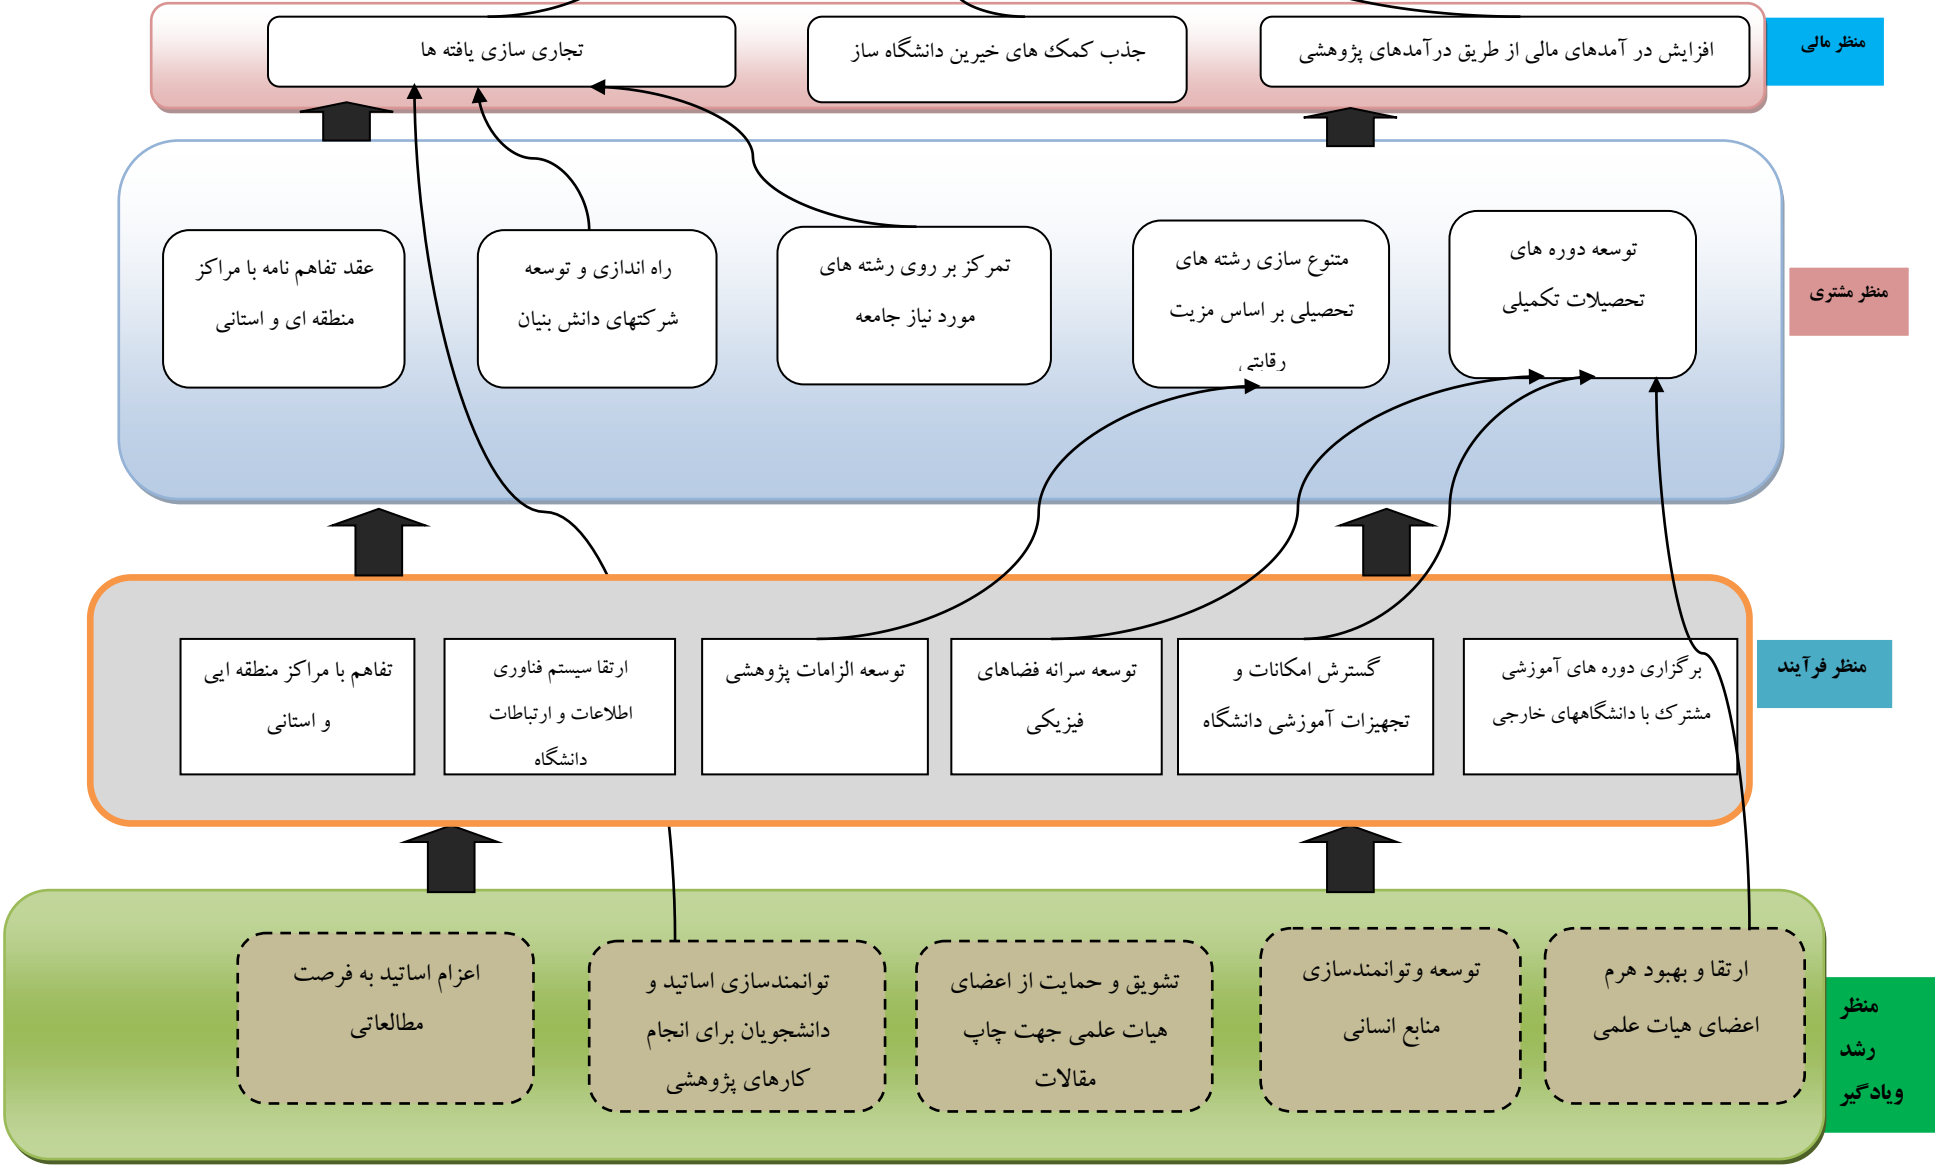 منظر مالی
افزایش در آمدهای مالی از طریق درآمدهای پژوهشی
جذب کمک های خیرین دانشگاه ساز
تجاری سازی یافته ها
منظر مشتری
توسعه دوره های
تحصیلات تکمیلی
متنوع سازی رشته های
تحصیلی بر اساس مزیت
رقابتی
تمرکز بر روی رشته های
مورد نیاز جامعه
راه اندازی و توسعه
شرکتهای دانش بنیان
عقد تفاهم نامه با مراکز
منطقه ای و استانی
منظر فرآیند
برگزاری دوره های آموزشی
مشترک با دانشگاههای خارجی
گسترش امکانات و
تجهیزات آموزشی دانشگاه
توسعه سرانه فضاهای
فیزیکی
توسعه الزامات پژوهشی
ارتقا سیستم فناوری
اطلاعات و ارتباطات
دانشگاه
تفاهم با مراکز منطقه ایی
و استانی
منظر
رشد
ویادگیر
ارتقا و بهبود هرم
اعضای هیات علمی
توسعه وتوانمندسازی
منابع انسانی
تشویق و حمایت از اعضای
هیات علمی جهت چاپ
مقالات
توانمندسازی اساتید و
دانشجویان برای انجام
کارهای پژوهشی
اعزام اساتید به فرصت
مطالعاتی